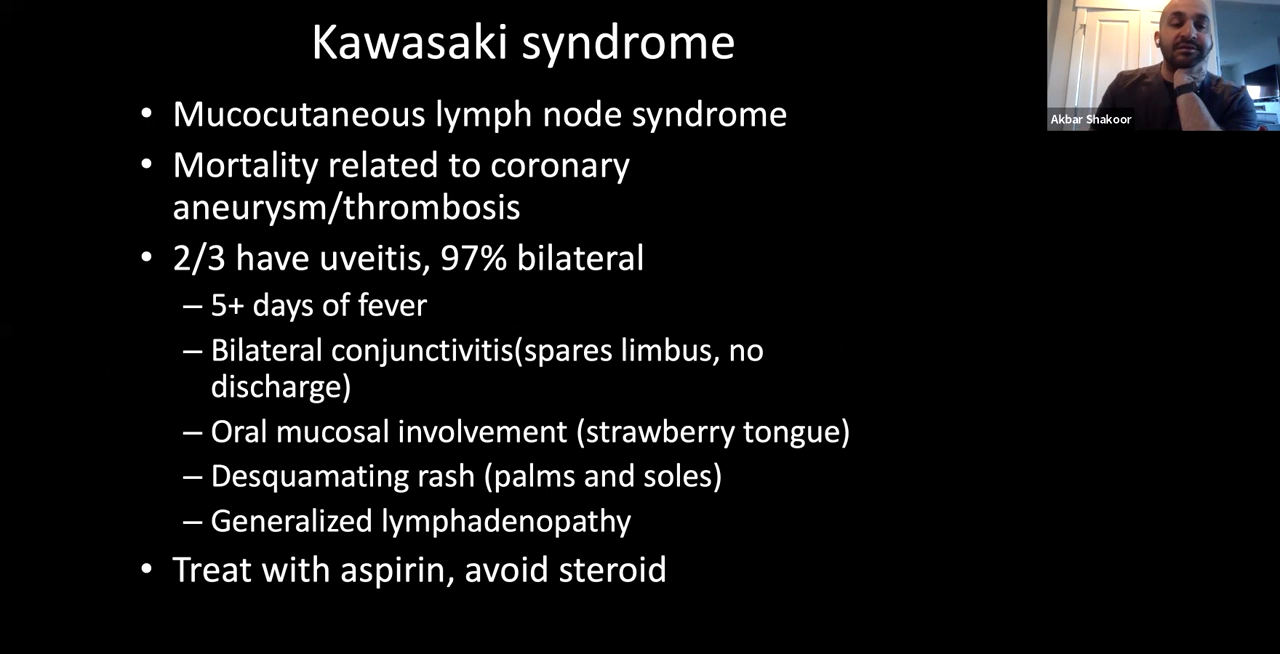 Kawasaki syndrome
• Mucocutaneous lymph node syndrome
• Mortality related to coronary
aneurysm/thrombosis
• 2/3 have uveitis, 97% bilateral
– 5+ days of fever
– Bilateral conjunctivitis(spares limbus, no
discharge)
– Oral mucosal involvement (strawberry tongue)
– Desquamating rash (palms and soles)
– Generalized lymphadenopathy
• Treat with aspirin, avoid steroid
Akbar Shakoor